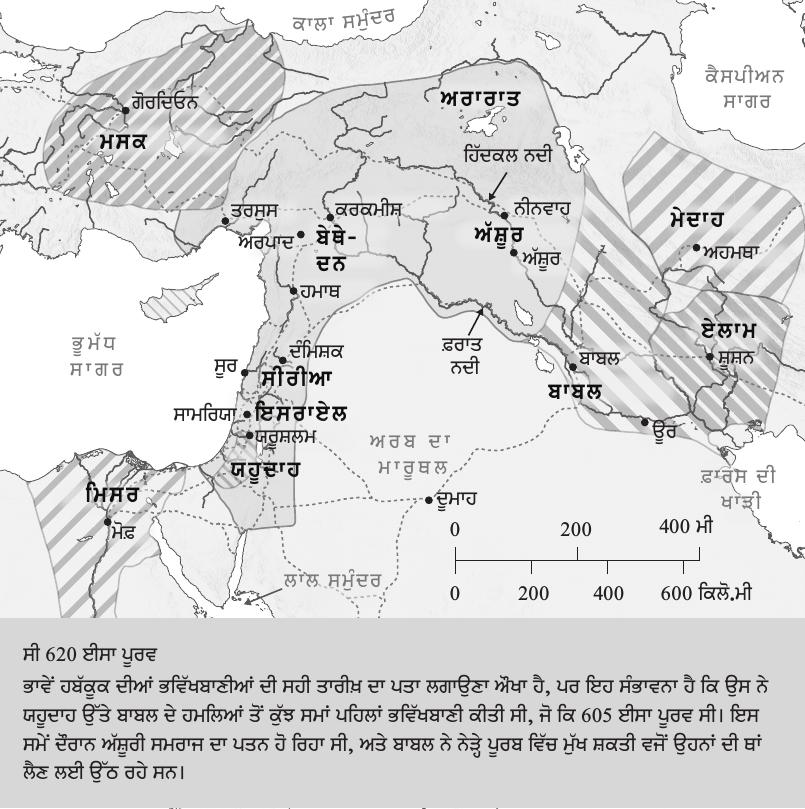 ਕਾਲਾ ਸਮੁੰਦਰ
ਕੈਸਪੀਅਨ
ਸਾਗਰ
ਗੋਰਦਿਓਨ
ਮਸਕ
ਅਰਾਰਾਤ
ਹਿੱਦਕਲ ਨਦੀ
ਤਰਸੁਸ
ਕਰਕਮੀਸ਼
ਨੀਨਵਾਹ
ਮੇਦਾਹ
ਅਰਪਾਦ
ਬੇਥੇ-
ਦਨ
ਅੱਸ਼ੂਰ
ਅੱਸ਼ੂਰ
ਅਹਮਥਾ
ਹਮਾਥ
ਭੂਮੱਧ
ਸਾਗਰ
ਫ਼ਰਾਤ
ਨਦੀ
ਏਲਾਮ
ਸੂਰ
ਦੰਮਿਸ਼ਕ
ਸੀਰੀਆ
ਬਾਬਲ
ਸ਼ੂਸ਼ਨ
ਬਾਬਲ
ਸਾਮਰਿਯਾ
ਇਸਰਾਏਲ
ਯਰੂਸ਼ਲਮ
ਊਰ
ਯਹੂਦਾਹ
ਅਰਬ ਦਾ
ਮਾਰੂਥਲ
ਫ਼ਾਰਸ ਦੀ
ਖਾੜੀ
ਮਿਸਰ
ਮੋਫ਼
ਦੂਮਾਹ
0 200 400 ਮੀ
ਲਾਲ ਸਮੁੰਦਰ
0 200 400 600 ਕਿਲੋ.ਮੀ
ਸੀ 620 ਈਸਾ ਪੂਰਵ
ਭਾਵੇਂ ਹਬੱਕੂਕ ਦੀਆਂ ਭਵਿੱਖਬਾਣੀਆਂ ਦੀ ਸਹੀ ਤਾਰੀਖ਼ ਦਾ ਪਤਾ ਲਗਾਉਣਾ ਔਖਾ ਹੈ, ਪਰ ਇਹ ਸੰਭਾਵਨਾ ਹੈ ਕਿ ਉਸ ਨੇ
ਯਹੂਦਾਹ ਉੱਤੇ ਬਾਬਲ ਦੇ ਹਮਲਿਆਂ ਤੋਂ ਕੁੱਝ ਸਮਾਂ ਪਹਿਲਾਂ ਭਵਿੱਖਬਾਣੀ ਕੀਤੀ ਸੀ, ਜੋ ਕਿ 605 ਈਸਾ ਪੂਰਵ ਸੀ। ਇਸ
ਸਮੇਂ ਦੌਰਾਨ ਅੱਸ਼ੂਰੀ ਸਮਰਾਜ ਦਾ ਪਤਨ ਹੋ ਰਿਹਾ ਸੀ, ਅਤੇ ਬਾਬਲ ਨੇ ਨੇੜ੍ਹੇ ਪੂਰਬ ਵਿੱਚ ਮੁੱਖ ਸ਼ਕਤੀ ਵਜੋਂ ਉਹਨਾਂ ਦੀ ਥਾਂ
ਲੈਣ ਲਈ ਉੱਠ ਰਹੇ ਸਨ।